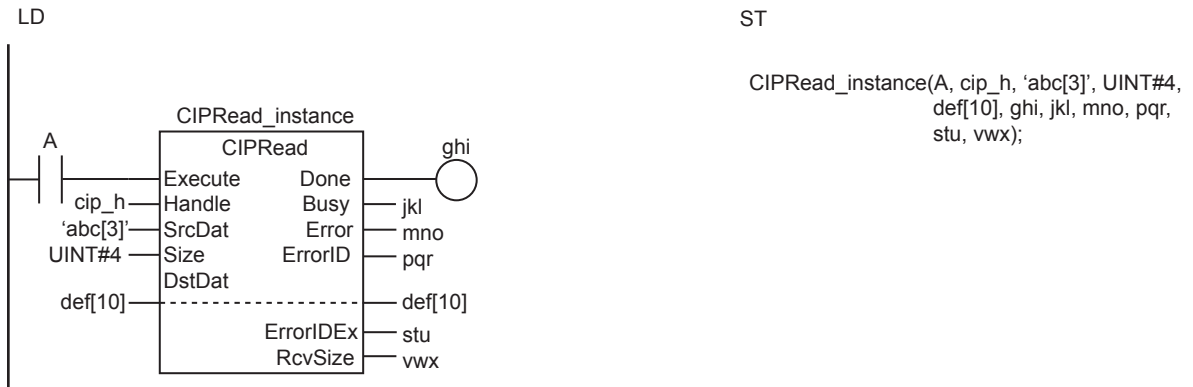 LD
ST
CIPRead_instance(A, cip_h, ‘abc[3]’, UINT#4,
def[10], ghi, jkl, mno, pqr,
stu, vwx);
CIPRead_instance
A
CIPRead
ghi
Execute
Done
cip_h
Handle
Busy
jkl
‘abc[3]’
SrcDat
Error
mno
UINT#4
Size
ErrorID
pqr
DstDat
def[10]
def[10]
ErrorIDEx
stu
RcvSize
vwx